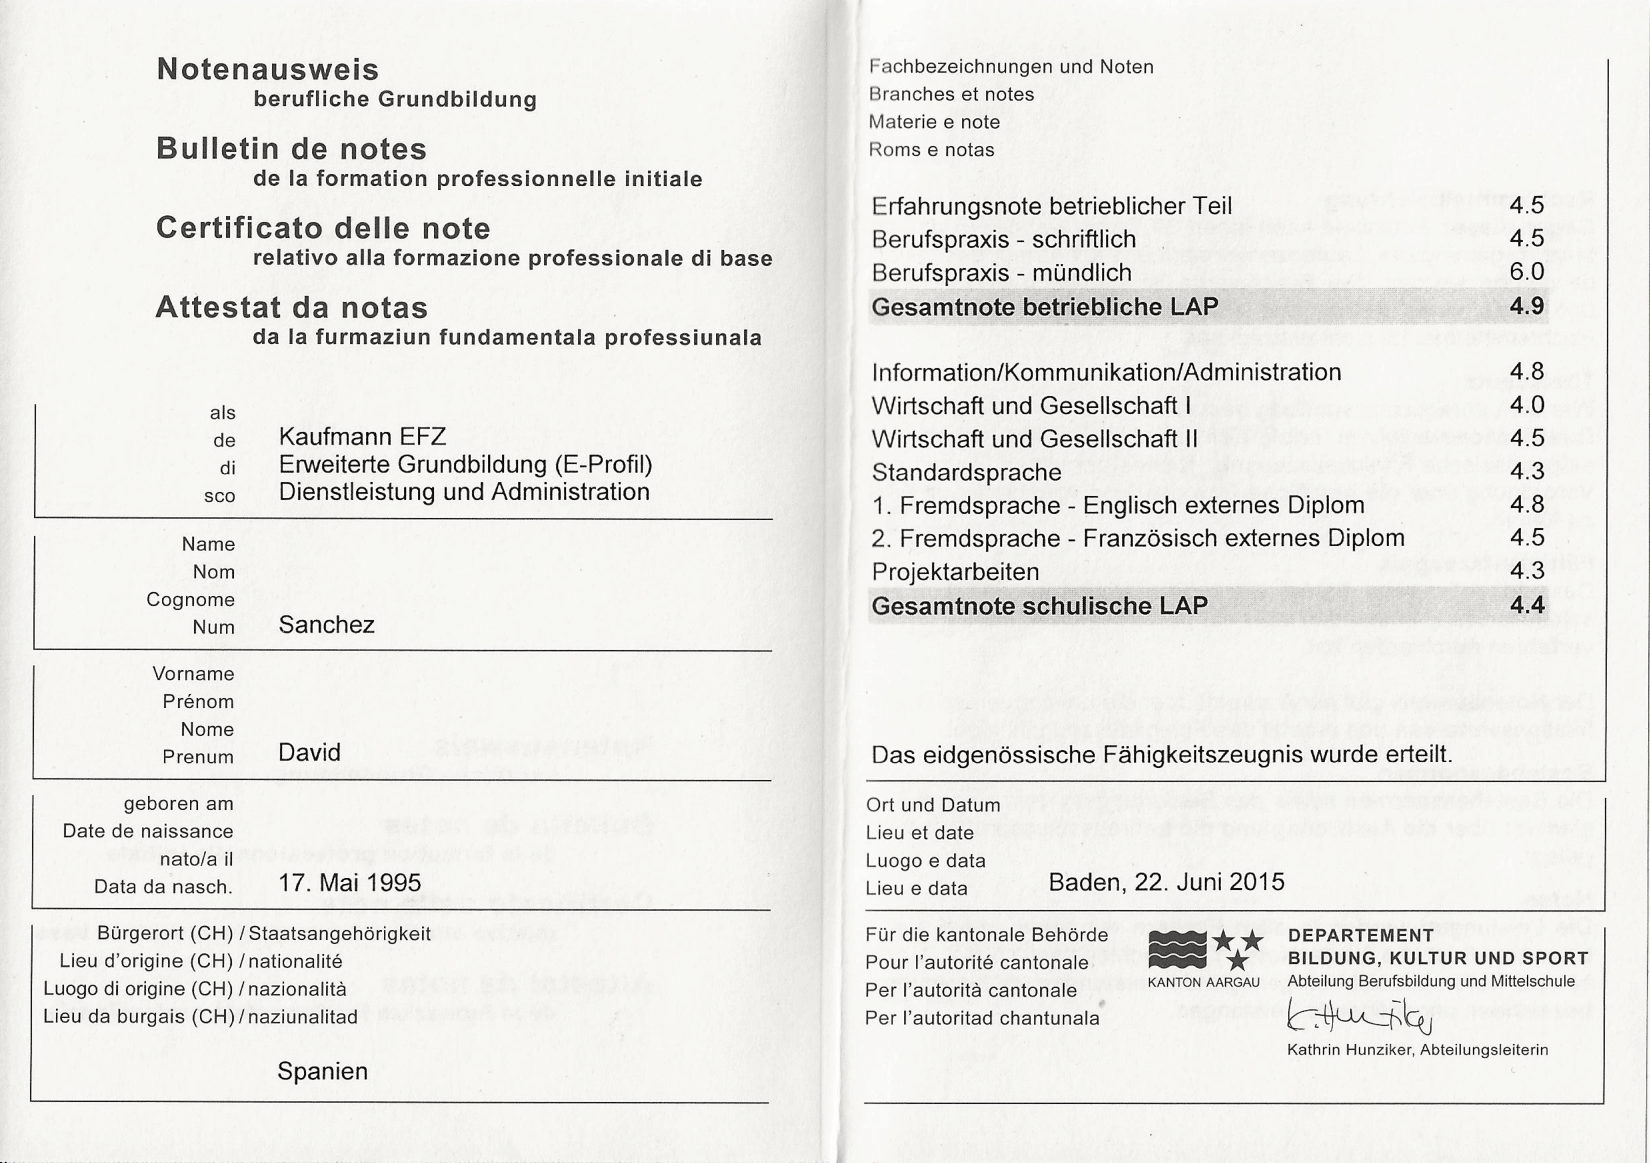 Notenausweis
berufliche Grundbildung
Bulletin de notes
de la formation professionnelle initiale
Certificato delle note
relativo alla formazione professionale di base
Attestat da notas
da la furmaziun fundamentala professiunala
als
de Kaufmann EFZ
di Erweiterte Grundbildung (E-Profil)
sco Dienstleistung und Administration
Name
Nom
Cognome
Num Sanchez
Vorname
Prénom
Nome
Prenum David
geboren am
Date de naissance
nato/a il
Data da nasch. 17. Mai 1995
Bürgerort (CH) / Staatsangehörigkeit
Lieu d'origine (CH) / nationalité
Luogo di origine (CH) / nazionalità
Lieu da burgais (CH) / naziunalitad
Spanien
Fachbezeichnungen und Noten
Branches et notes
Materie e note
Roms e notas
Erfahrungsnote betrieblicher Teil 4.5
Berufspraxis - schriftlich 4.5
Berufspraxis - mündlich 6.0
Gesamtnote betriebliche LAP 4.9
Information/Kommunikation/Administration 4.8
Wirtschaft und Gesellschaft I 4.0
Wirtschaft und Gesellschaft II 4.5
Standardsprache 4.3
1. Fremdsprache - Englisch externes Diplom 4.8
2. Fremdsprache - Französisch externes Diplom 4.5
Projektarbeiten 4.3
Gesamtnote schulische LAP 4.4
Das eidgenössische Fähigkeitszeugnis wurde erteilt.
Ort und Datum
Lieu et date
Luogo e data
Lieu e data Baden, 22. Juni 2015
Für die kantonale Behörde
Pour l'autorité cantonale
Per l'autorità cantonale
Per l'autoritad chantunala
KANTON AARGAU
DEPARTEMENT
BILDUNG, KULTUR UND SPORT
Abteilung Berufsbildung und Mittelschule
K. Hunziker
Kathrin Hunziker, Abteilungsleiterin